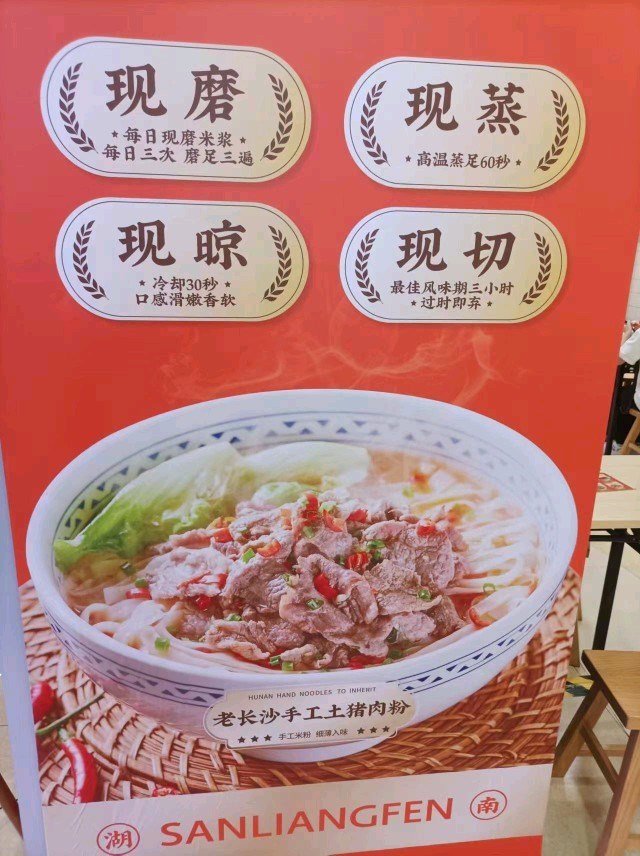 现磨
每日现磨米浆
每日三次 磨足三遍
现蒸
高温蒸足60秒
现晾
冷却30秒
口感滑嫩香软
现切
最佳风味期三小时
过时即弃
HUNAN HAND NOODLES TO INHERIT
老长沙手工土猪肉粉
手工米粉 细薄入味
湖 SANLIANGFEN 南